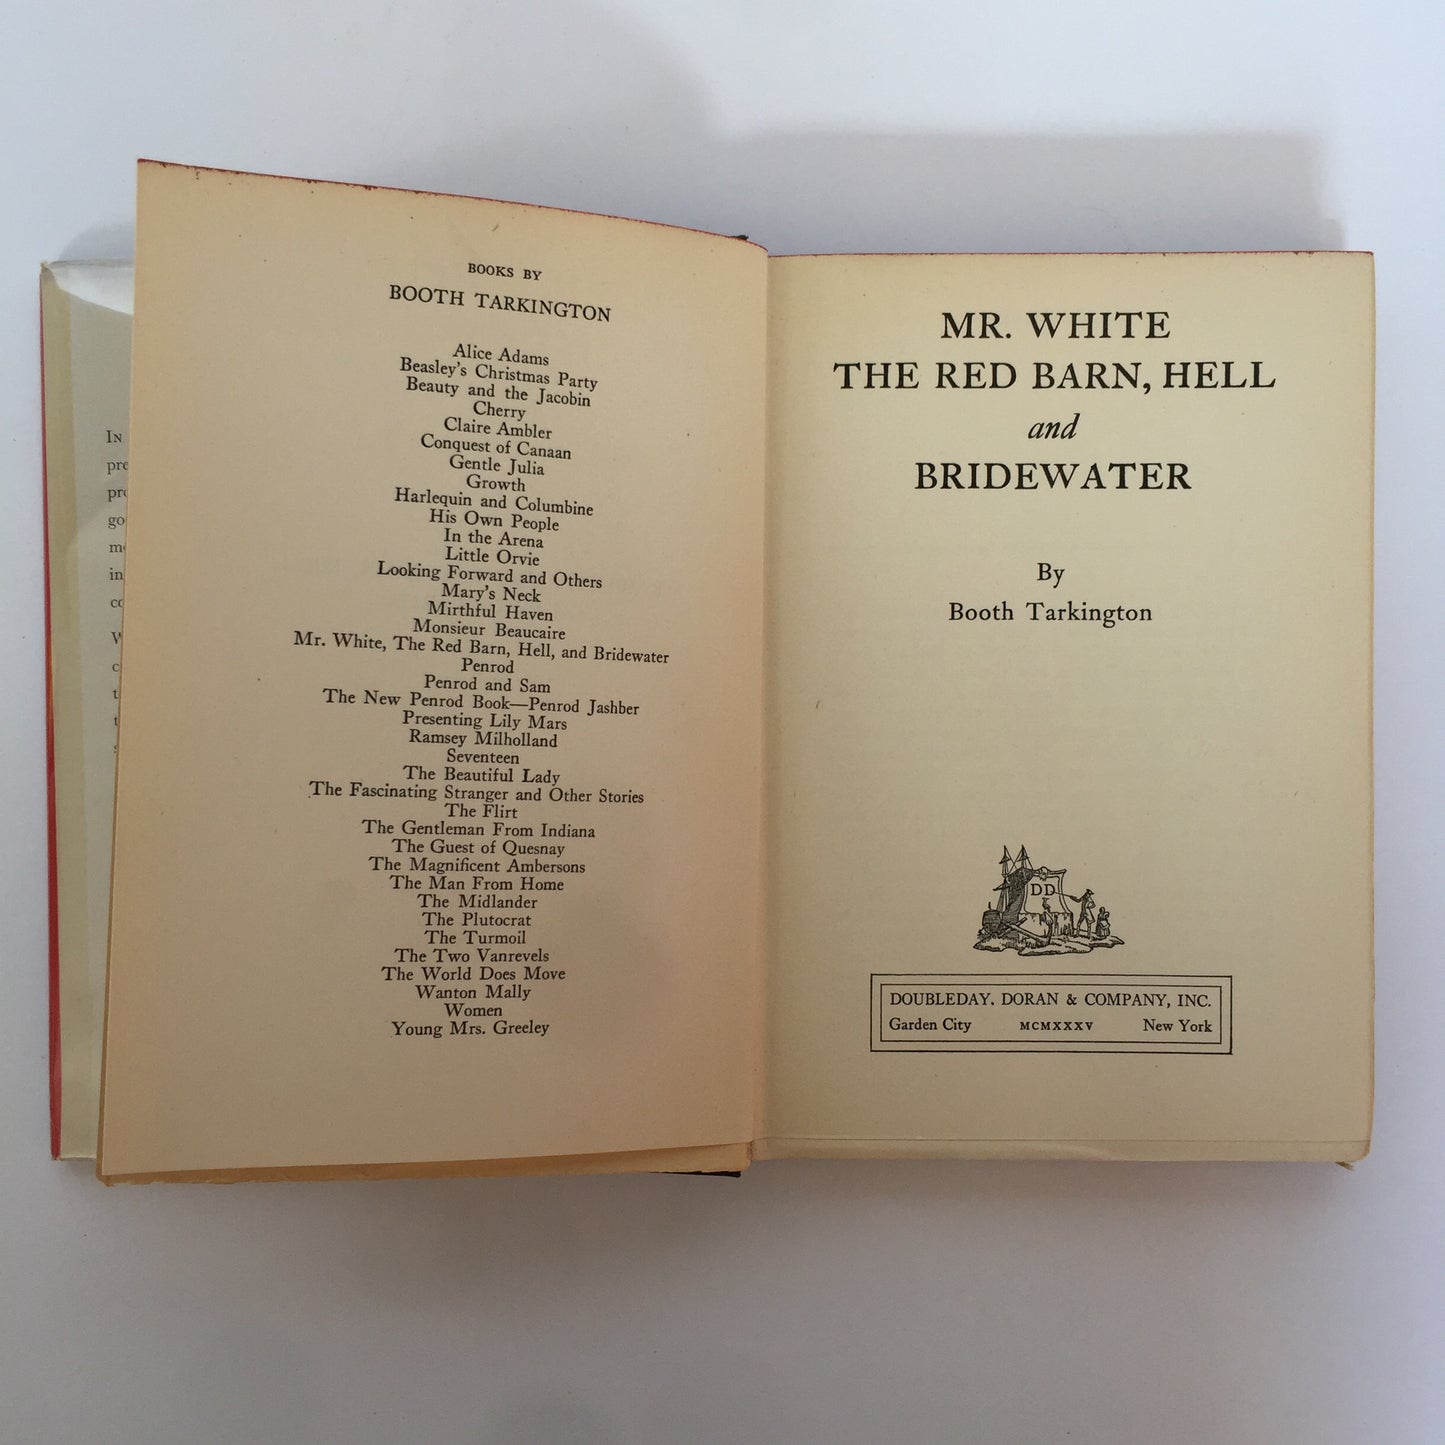 IN
pre
pro
go
in
BOOKS BY
BOOTH TARKINGTON
Alice Adams
Beasley's Christmas Party
Beauty and the Jacobin
Cherry
Claire Ambler
Conquest of Canaan
Gentle Julia
Growth
Harlequin and Columbine
His Own People
In the Arena
Little Orvie
Looking Forward and Others
Mary's Neck
Mirthful Haven
Monsieur Beaucaire
Mr. White, The Red Barn, Hell, and Bridewater
Penrod
Penrod and Sam
The New Penrod Book—Penrod Jashber
Presenting Lily Mars
Ramsey Milholland
Seventeen
The Beautiful Lady
The Fascinating Stranger and Other Stories
The Flirt
The Gentleman From Indiana
The Guest of Quesnay
The Magnificent Ambersons
The Man From Home
The Midlander
The Plutocrat
The Turmoil
The Two Vanrevels
The World Does Move
Wanton Mally
Women
Young Mrs. Greeley
MR. WHITE
THE RED BARN, HELL
and
BRIDEWATER
By
Booth Tarkington
DD
DOUBLEDAY, DORAN & COMPANY, INC.
Garden City MCMXXXV New York